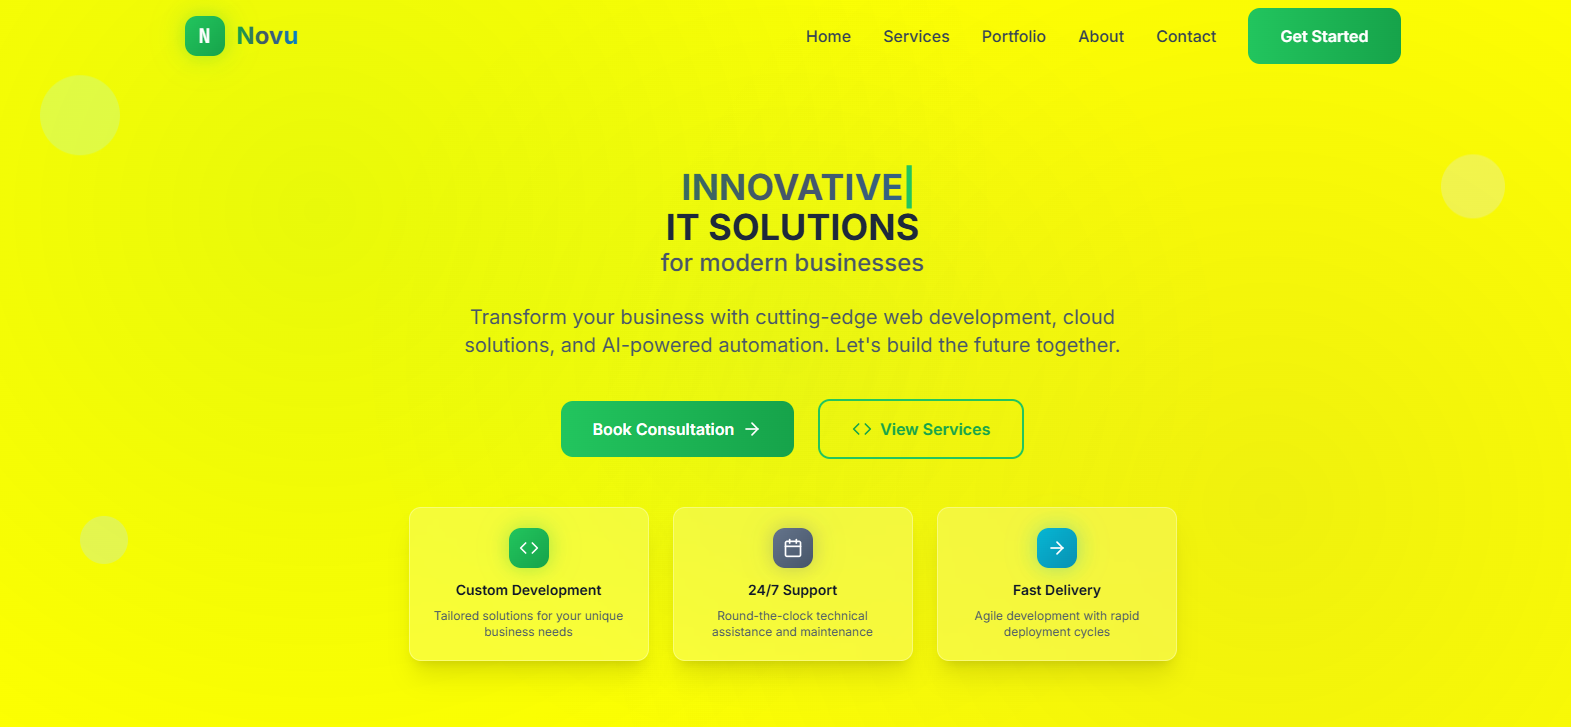 N Novu
Home Services Portfolio About Contact Get Started
INNOVATIVE
IT SOLUTIONS
for modern businesses
Transform your business with cutting-edge web development, cloud
solutions, and AI-powered automation. Let's build the future together.
Book Consultation
View Services
Custom Development
Tailored solutions for your unique
business needs
24/7 Support
Round-the-clock technical
assistance and maintenance
Fast Delivery
Agile development with rapid
deployment cycles